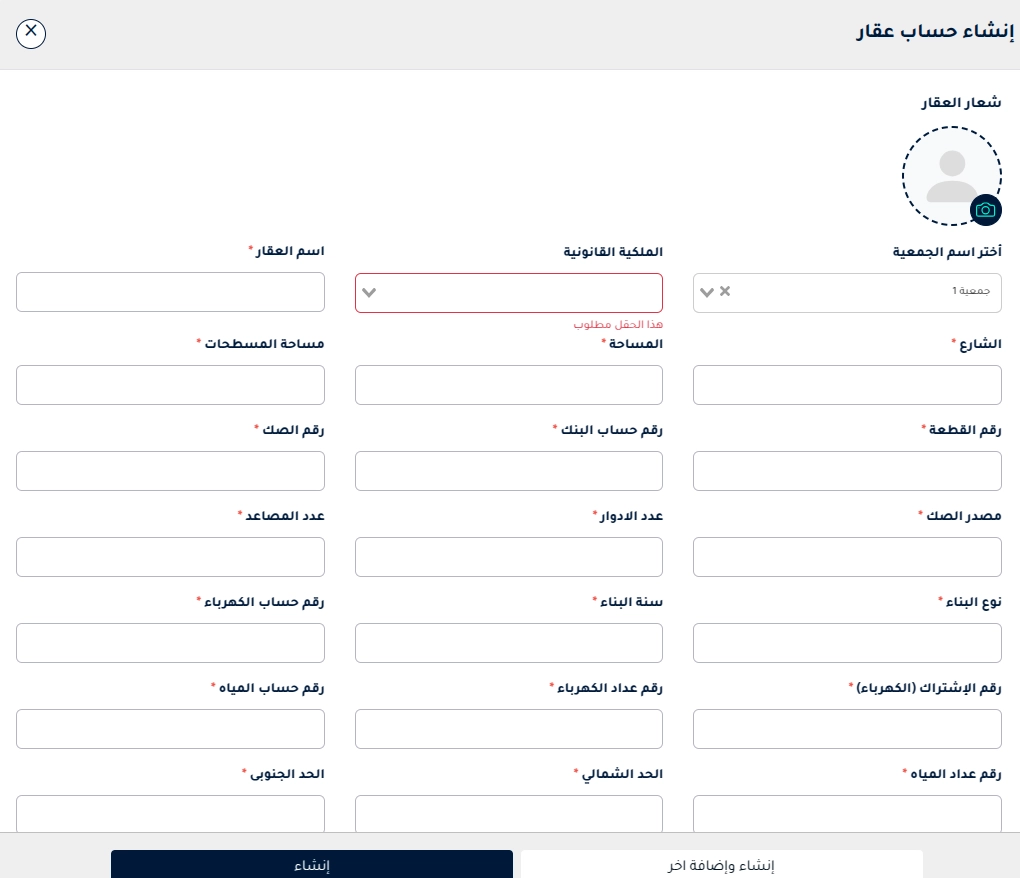 إنشاء حساب عقار
شعار العقار
أختر اسم الجمعية
الملكية القانونية
اسم العقار *
جمعية 1
هذا الحقل مطلوب
الشارع *
المساحة *
مساحة المسطحات *
رقم القطعة *
رقم حساب البنك *
رقم الصك *
مصدر الصك *
عدد الادوار *
عدد المصاعد *
نوع البناء *
سنة البناء *
رقم حساب الكهرباء *
رقم الإشتراك (الكهرباء) *
رقم عداد الكهرباء *
رقم حساب المياه *
رقم عداد المياه *
الحد الشمالي *
الحد الجنوبى *
إنشاء وإضافة اخر
إنشاء